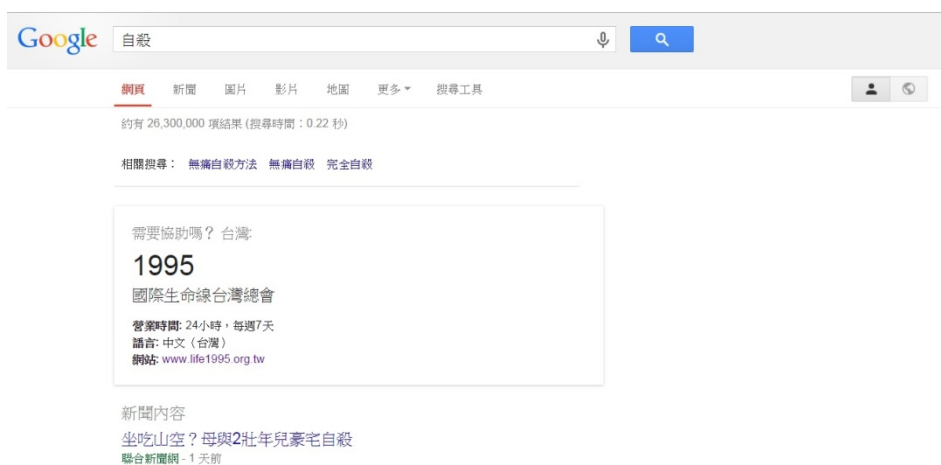 Google 自殺
網頁 新聞 圖片 影片 地圖 更多 搜尋工具
約有 26,300,000 項結果 (搜尋時間:0.22 秒)
相關搜尋: 無痛自殺方法 無痛自殺 完全自殺
需要協助嗎? 台灣:
1995
國際生命線台灣總會
營業時間: 24小時,每週7天
語言: 中文(台灣)
網站: www.life1995.org.tw
新聞內容
坐吃山空?母與2壯年兒豪宅自殺
聯合新聞網 - 1 天前